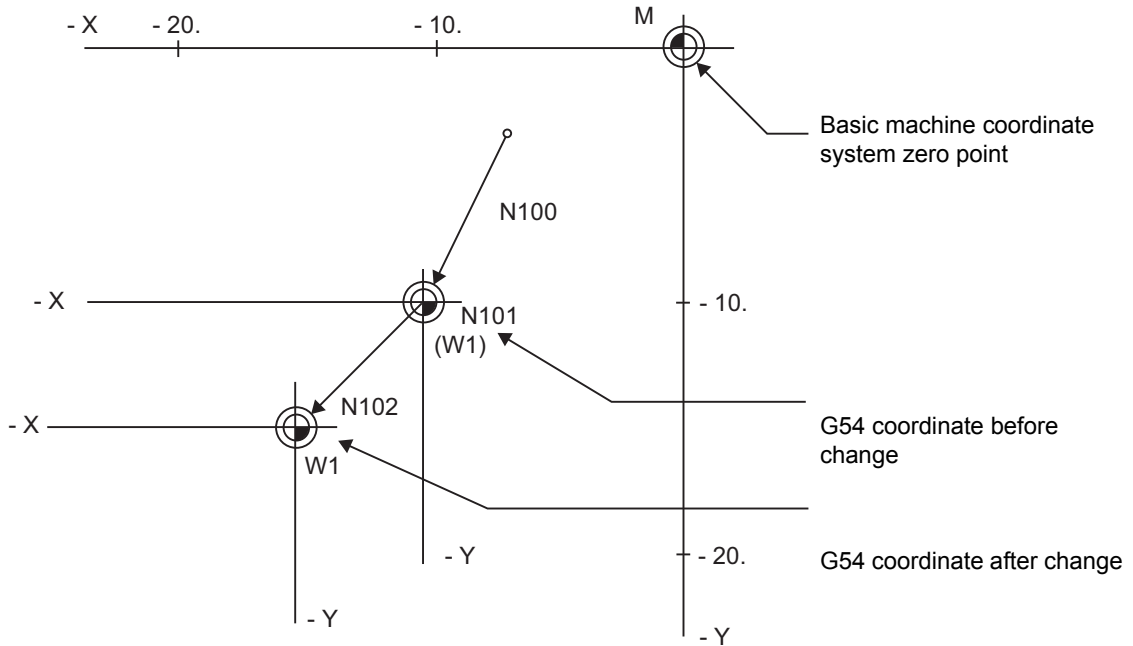 - X
- 20.
- 10.
M
Basic machine coordinate
system zero point
N100
- X
- 10.
N101
(W1)
N102
- X
G54 coordinate before
change
W1
- Y
- 20.
G54 coordinate after change
- Y
- Y